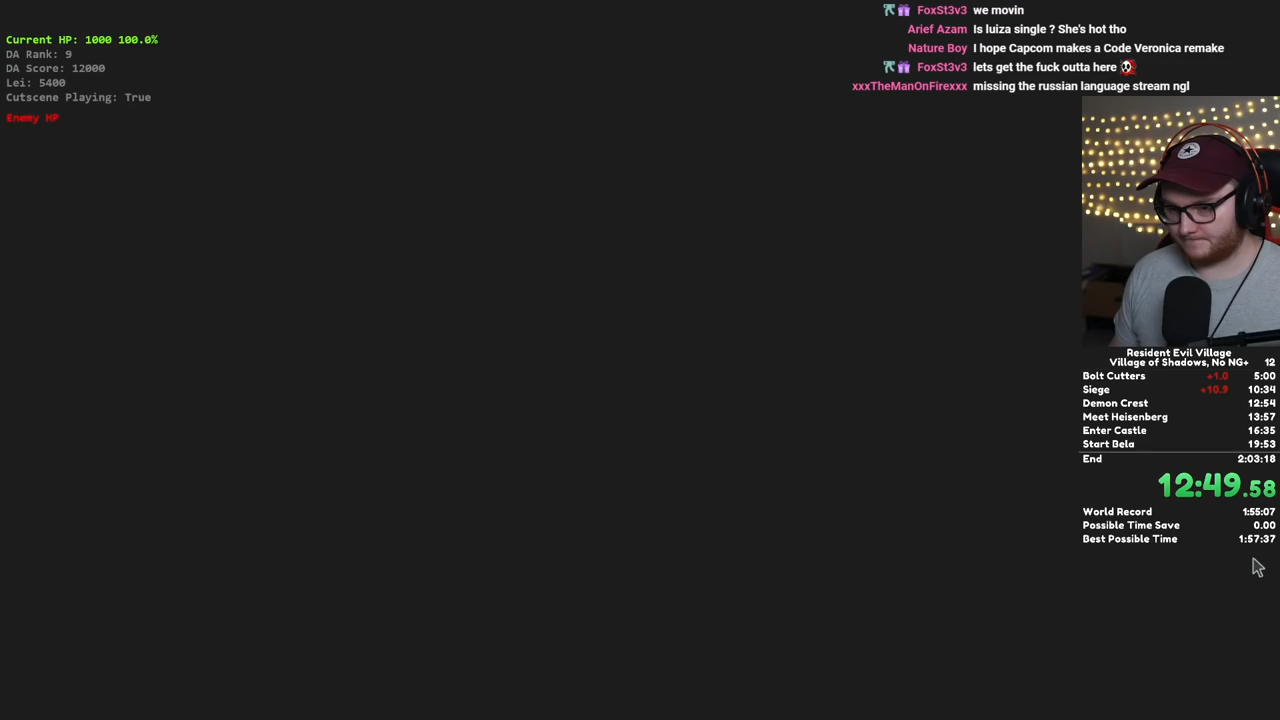 Current HP: 1000 100.0%
DA Rank: 9
DA Score: 12000
Lei: 5400
Cutscene Playing: True
Enemy HP
FoxSt3v3 we movin
Arief Azam Is luiza single ? She's hot tho
Nature Boy I hope Capcom makes a Code Veronica remake
FoxSt3v3 lets get the fuck outta here
xxxTheManOnFirexxx missing the russian language stream ngl
Resident Evil Village
Village of Shadows, No NG+ 12
Bolt Cutters +1.0 5:00
Siege +10.9 10:34
Demon Crest 12:54
Meet Heisenberg 13:57
Enter Castle 16:35
Start Bela 19:53
End 2:03:18
12:49.58
World Record 1:55:07
Possible Time Save 0.00
Best Possible Time 1:57:37